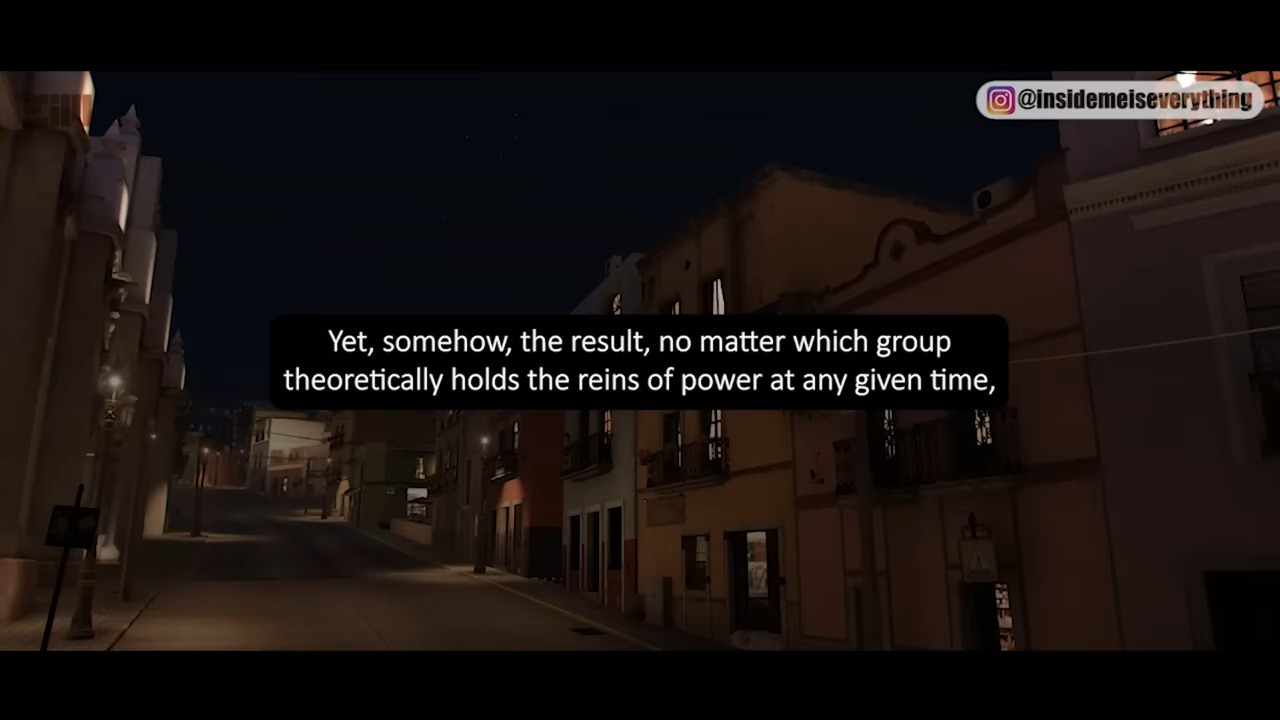 @insidemeiseverything
Yet, somehow, the result, no matter which group
theoretically holds the reins of power at any given time,